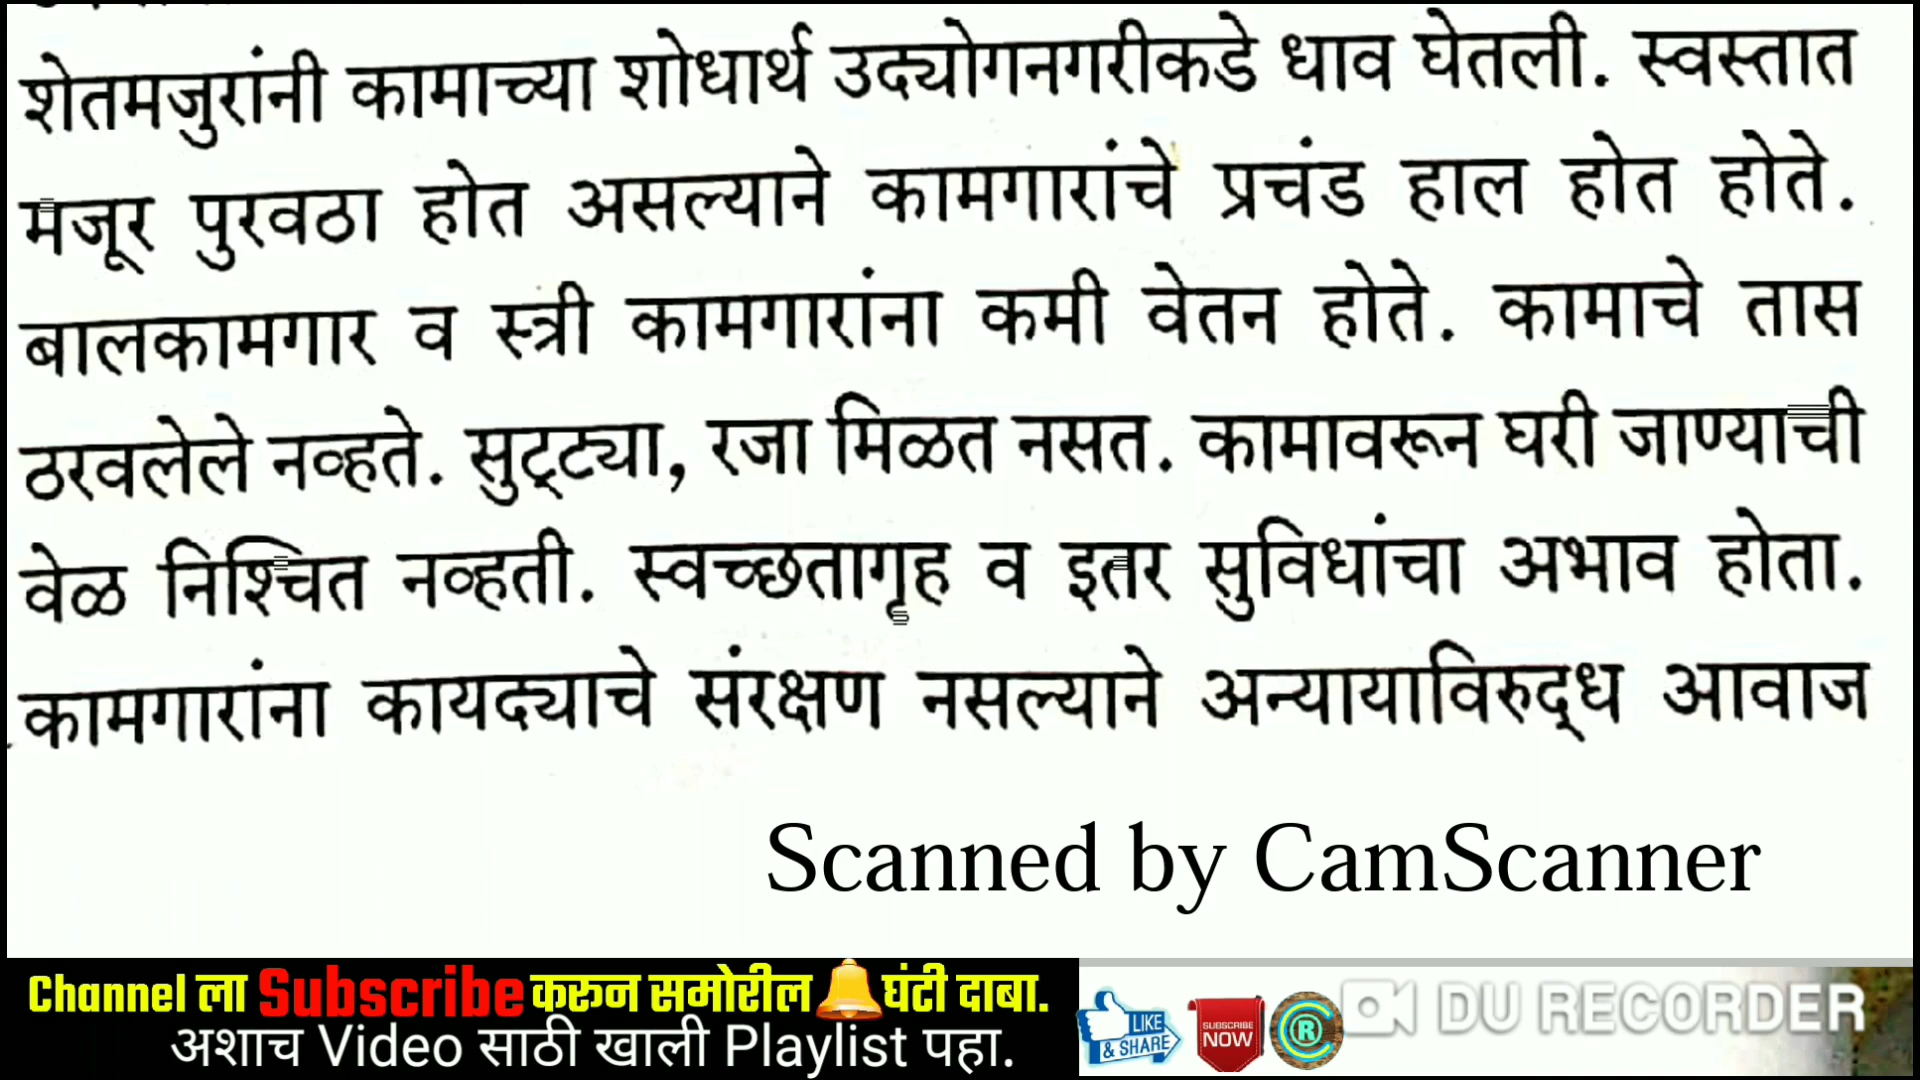 शेतमजुरांनी कामाच्या शोधार्थ उद्योगनगरीकडे धाव घेतली. स्वस्तात
मजूर पुरवठा होत असल्याने कामगारांचे प्रचंड हाल होत होते.
बालकामगार व स्त्री कामगारांना कमी वेतन होते. कामाचे तास
ठरवलेले नव्हते. सुट्ट्या, रजा मिळत नसत. कामावरून घरी जाण्याची
वेळ निश्चित नव्हती. स्वच्छतागृह व इतर सुविधांचा अभाव होता.
कामगारांना कायद्याचे संरक्षण नसल्याने अन्यायाविरुद्ध आवाज
Scanned by CamScanner
Channel ला Subscribe करून समोरील घंटी दाबा.
अशाच Video साठी खाली Playlist पहा.
LIKE & SHARE
SUBSCRIBE NOW
R
DU RECORDER